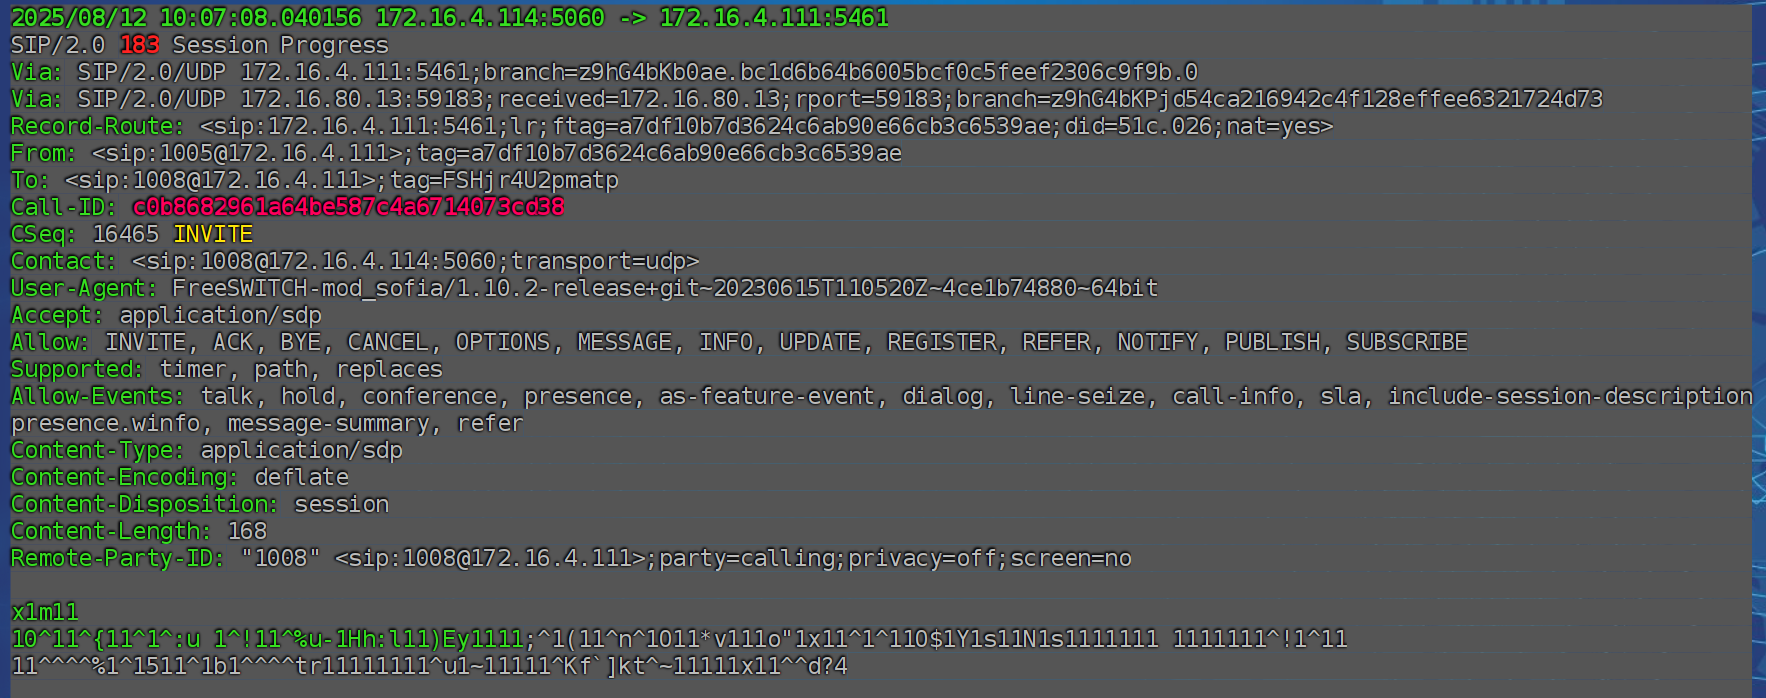 2025/08/12 10:07:08.040156 172.16.4.114:5060 -> 172.16.4.111:5461
SIP/2.0 183 Session Progress
Via: SIP/2.0/UDP 172.16.4.111:5461;branch=z9hG4bKb0ae.bc1d6b64b6005bcf0c5feef2306c9f9b.0
Via: SIP/2.0/UDP 172.16.80.13:59183;received=172.16.80.13;rport=59183;branch=z9hG4bKPjd54ca216942c4f128effee6321724d73
Record-Route: <sip:172.16.4.111:5461;lr;ftag=a7df10b7d3624c6ab90e66cb3c6539ae;did=51c.026;nat=yes>
From: <sip:1005@172.16.4.111>;tag=a7df10b7d3624c6ab90e66cb3c6539ae
To: <sip:1008@172.16.4.111>;tag=FSHjr4U2pmatp
Call-ID: c0b8682961a64be587c4a6714073cd38
CSeq: 16465 INVITE
Contact: <sip:1008@172.16.4.114:5060;transport=udp>
User-Agent: FreeSWITCH-mod_sofia/1.10.2-release+git~20230615T110520Z~4ce1b74880~64bit
Accept: application/sdp
Allow: INVITE, ACK, BYE, CANCEL, OPTIONS, MESSAGE, INFO, UPDATE, REGISTER, REFER, NOTIFY, PUBLISH, SUBSCRIBE
Supported: timer, path, replaces
Allow-Events: talk, hold, conference, presence, as-feature-event, dialog, line-seize, call-info, sla, include-session-description
presence.winfo, message-summary, refer
Content-Type: application/sdp
Content-Encoding: deflate
Content-Disposition: session
Content-Length: 168
Remote-Party-ID: "1008" <sip:1008@172.16.4.111>;party=calling;privacy=off;screen=no
x1m11
10^11^{11^1^:u 1^!11^%u-1Hh:l11)Ey1111;^1(11^n^1011*v111o"1x11^1^110$1Y1s11N1s1111111 1111111^!1^11
11^^^^%1^1511^1b1^^^^tr11111111^u1~11111^Kf`]kt^~11111x11^^d?4